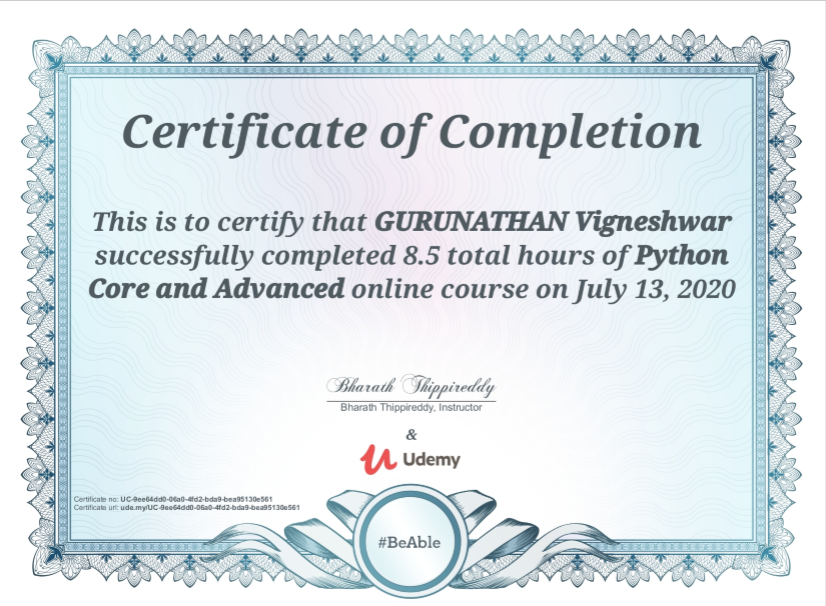 Certificate of Completion
This is to certify that GURUNATHAN Vigneshwar
successfully completed 8.5 total hours of Python
Core and Advanced online course on July 13, 2020
Bharath Thippireddy
Bharath Thippireddy, Instructor
&
Udemy
Certificate no: UC-9ee64dd0-06a0-4fd2-bda9-bea95130e561
Certificate url: ude.my/UC-9ee64dd0-06a0-4fd2-bda9-bea95130e561
#BeAble